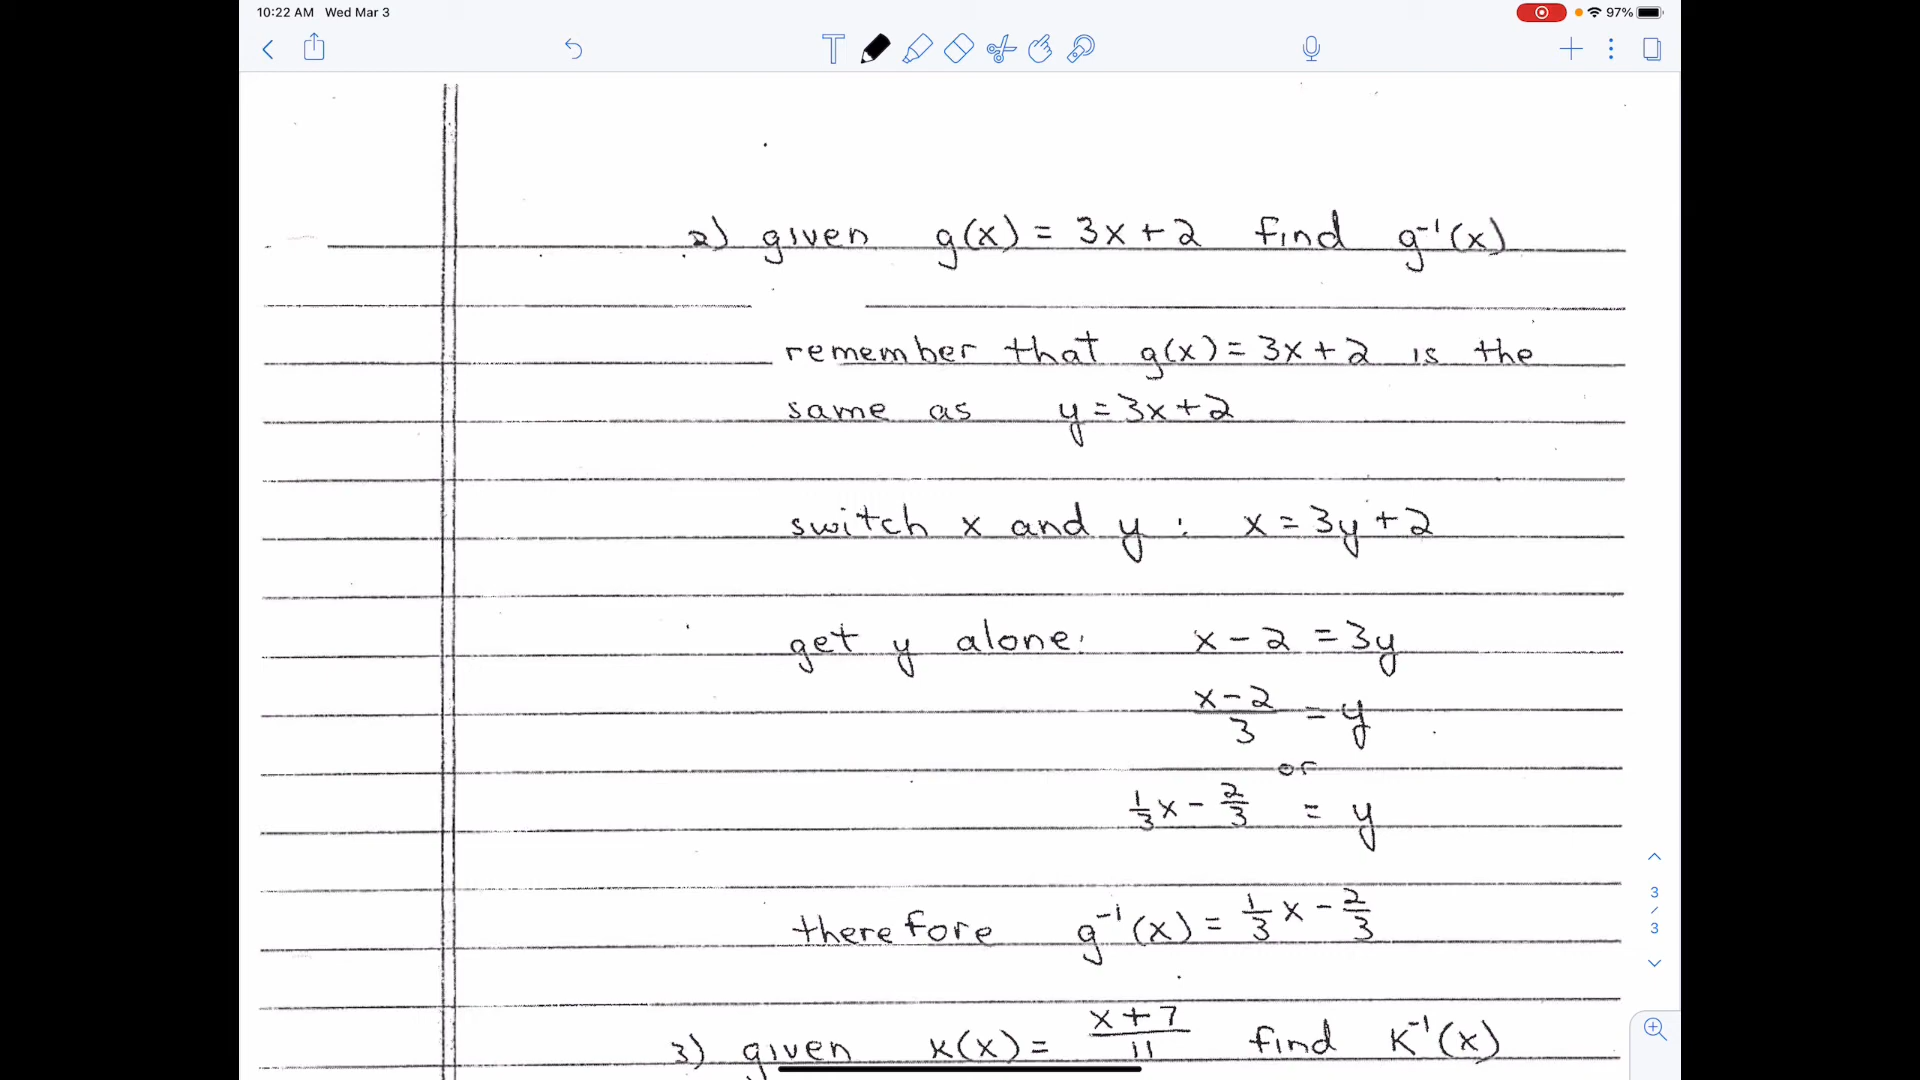 10:22 AM Wed Mar 3
97%
2) given g(x) = 3x + 2 find g⁻¹(x)
remember that g(x) = 3x + 2 is the
same as y = 3x + 2
switch x and y : x = 3y + 2
get y alone: x - 2 = 3y
(x - 2)/3 = y
or
1/3 x - 2/3 = y
therefore g⁻¹(x) = 1/3 x - 2/3
3) given K(x) = (x + 7)/11 find K⁻¹(x)
3/3